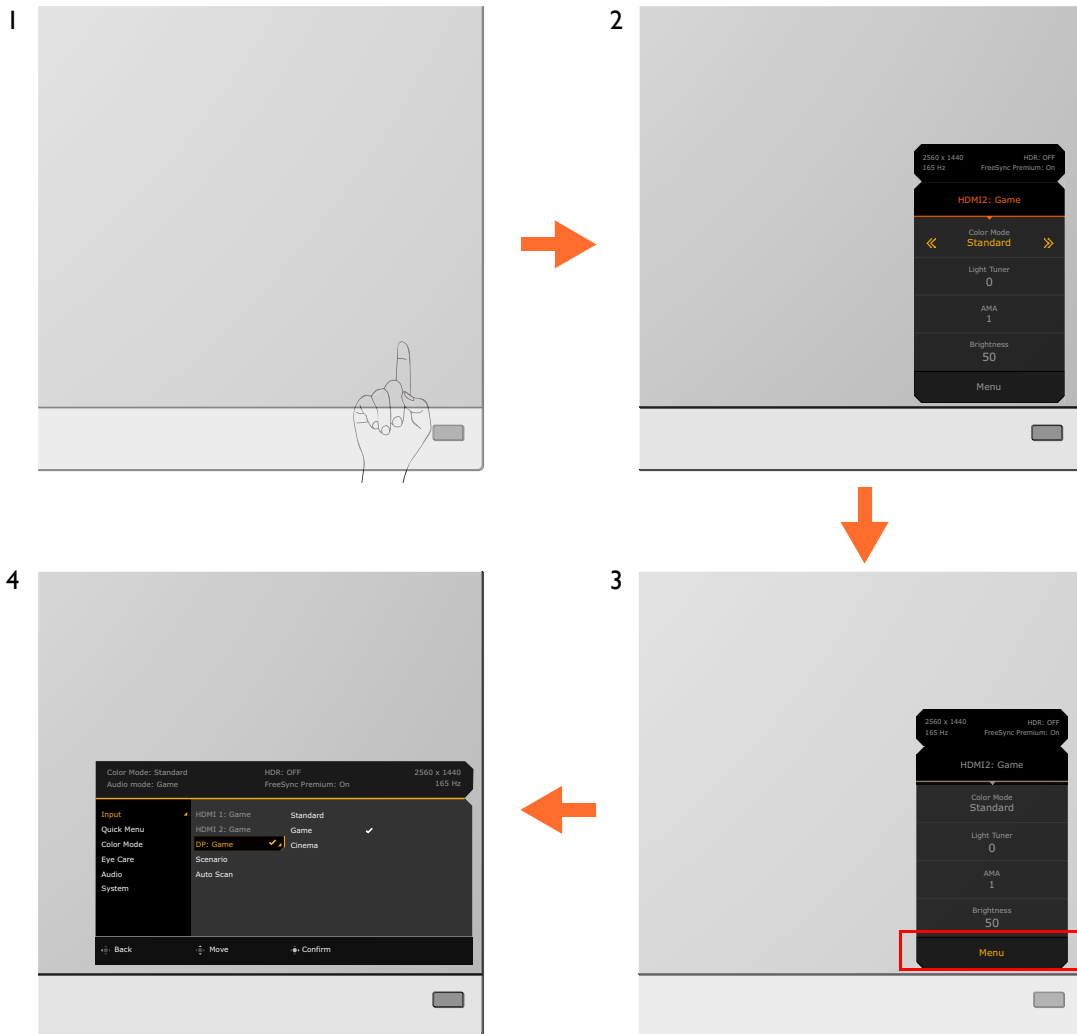 1
2
2560 x 1440 HDR: OFF
165 Hz FreeSync Premium: On
HDMI2: Game
Color Mode
Standard
Light Tuner
0
AMA
1
Brightness
50
Menu
3
2560 x 1440 HDR: OFF
165 Hz FreeSync Premium: On
HDMI2: Game
Color Mode
Standard
Light Tuner
0
AMA
1
Brightness
50
Menu
4
Color Mode: Standard HDR: OFF 2560 x 1440
Audio mode: Game FreeSync Premium: On 165 Hz
Input HDMI 1: Game Standard
Quick Menu HDMI 2: Game Game
Color Mode DP: Game Cinema
Eye Care Scenario
Audio Auto Scan
System
Back Move Confirm